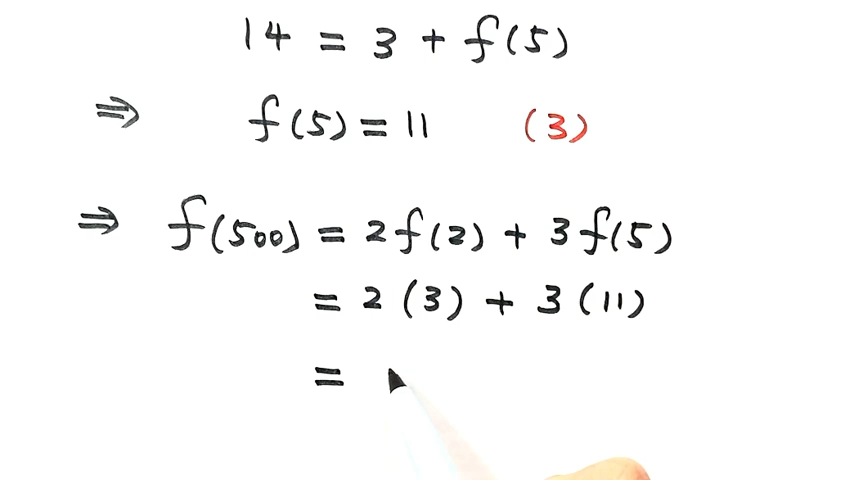 14 = 3 + f(5)
⇒ f(5) = 11 (3)
⇒ f(500) = 2f(2) + 3f(5)
= 2(3) + 3(11)
=